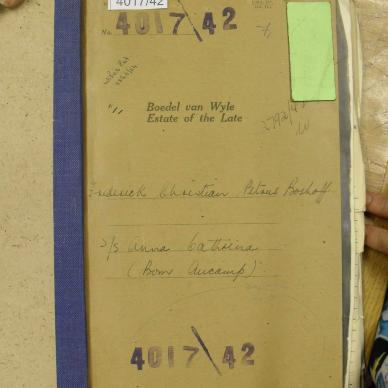 4017/42
No. 4017/42
Boedel van Wyle
Estate of the Late
Frederick Christian Petrus Boshoff
S/S Anna Cathrina
(Born Aucamp)
4017/42